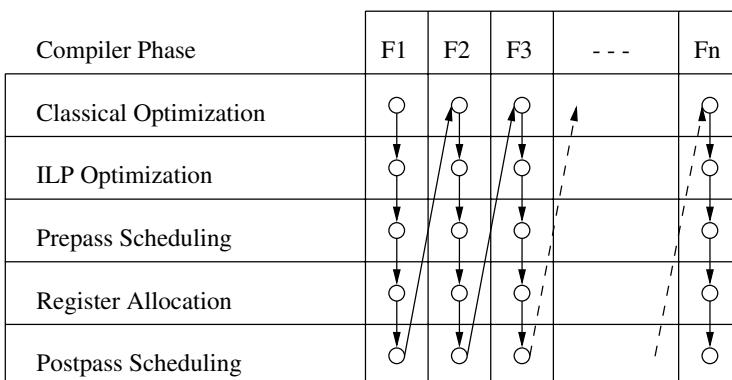 Compiler Phase F1 F2 F3 - - - Fn
Classical Optimization
ILP Optimization
Prepass Scheduling
Register Allocation
Postpass Scheduling